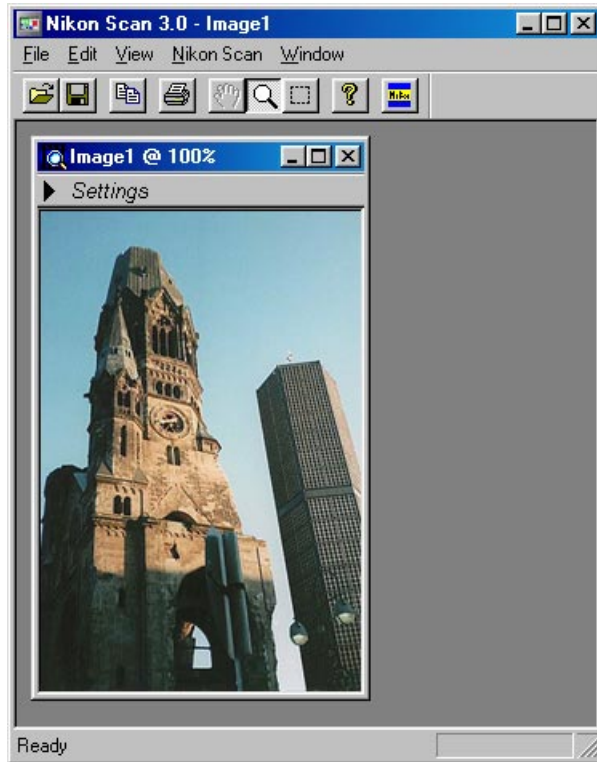 Nikon Scan 3.0 - Image1
File Edit View Nikon Scan Window
Image1 @ 100%
Settings
Ready